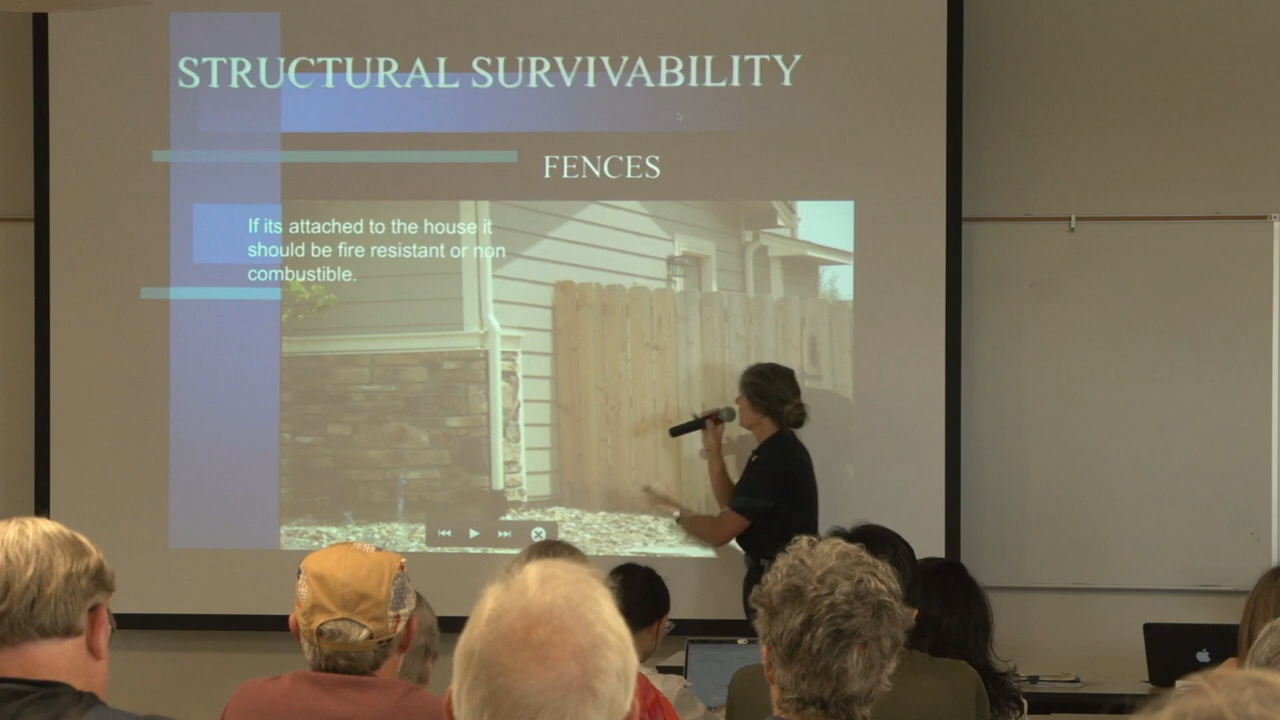 STRUCTURAL SURVIVABILITY
FENCES
If its attached to the house it
should be fire resistant or non
combustible.